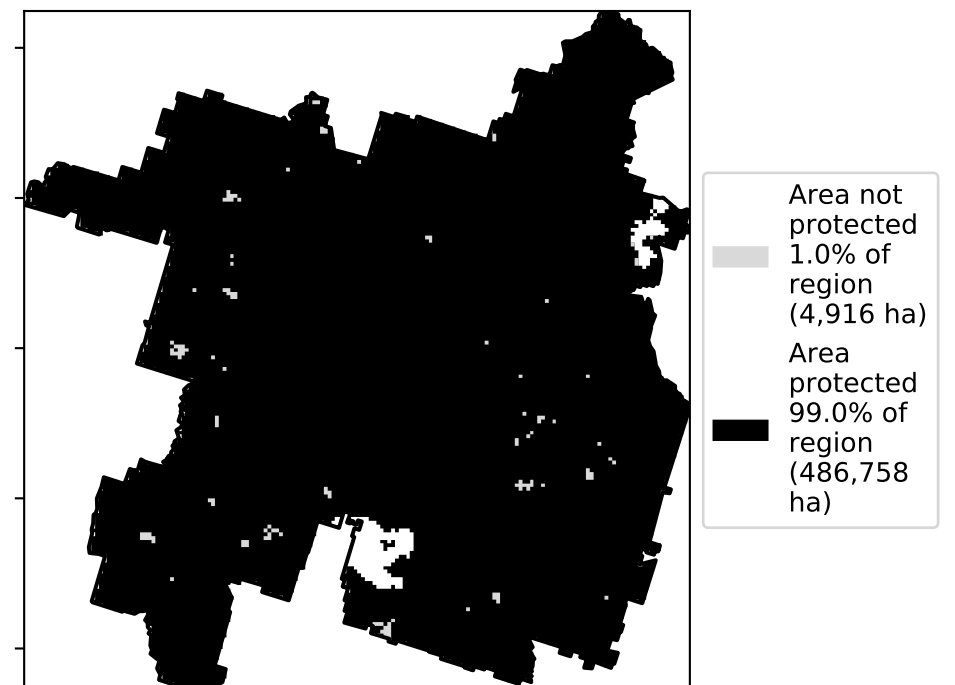 Area not
protected
1.0% of
region
(4,916 ha)
Area
protected
99.0% of
region
(486,758
ha)